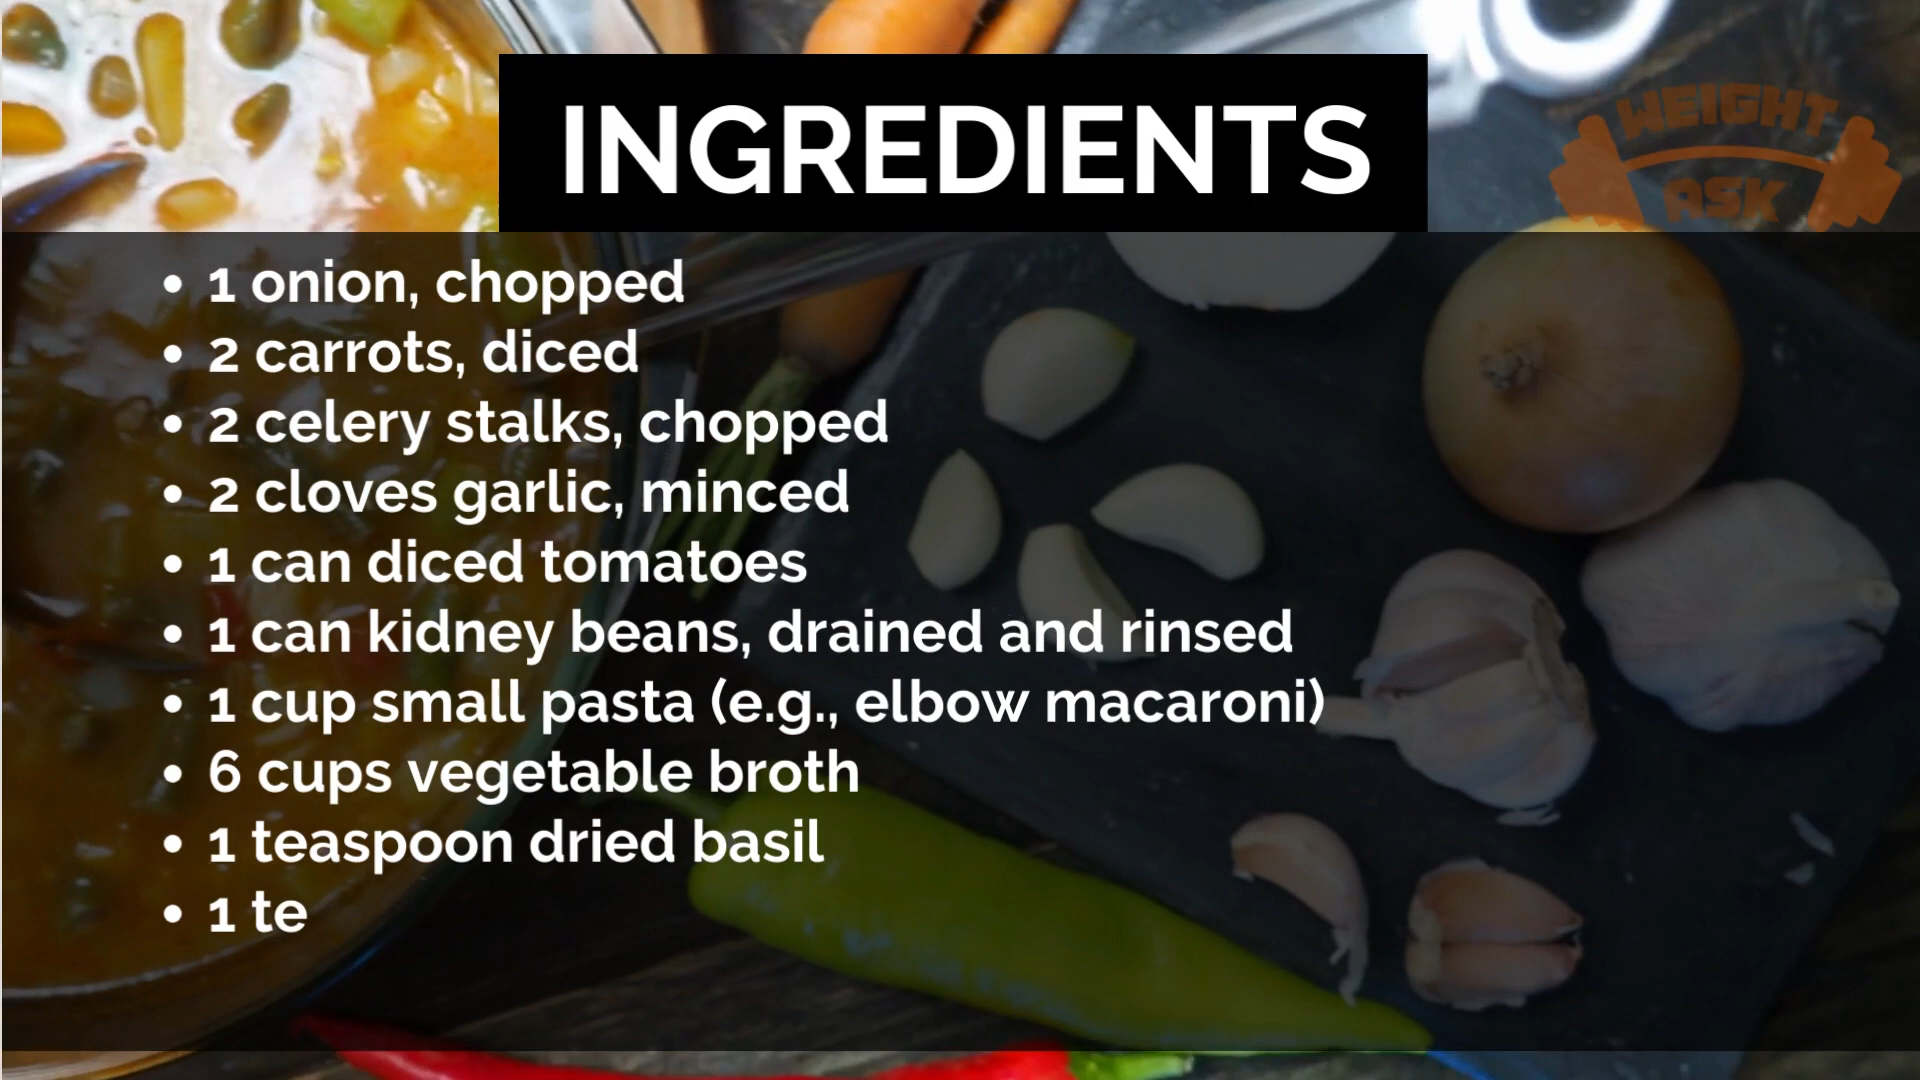 INGREDIENTS
WEIGHT
ASK
• 1 onion, chopped
• 2 carrots, diced
• 2 celery stalks, chopped
• 2 cloves garlic, minced
• 1 can diced tomatoes
• 1 can kidney beans, drained and rinsed
• 1 cup small pasta (e.g., elbow macaroni)
• 6 cups vegetable broth
• 1 teaspoon dried basil
• 1 te